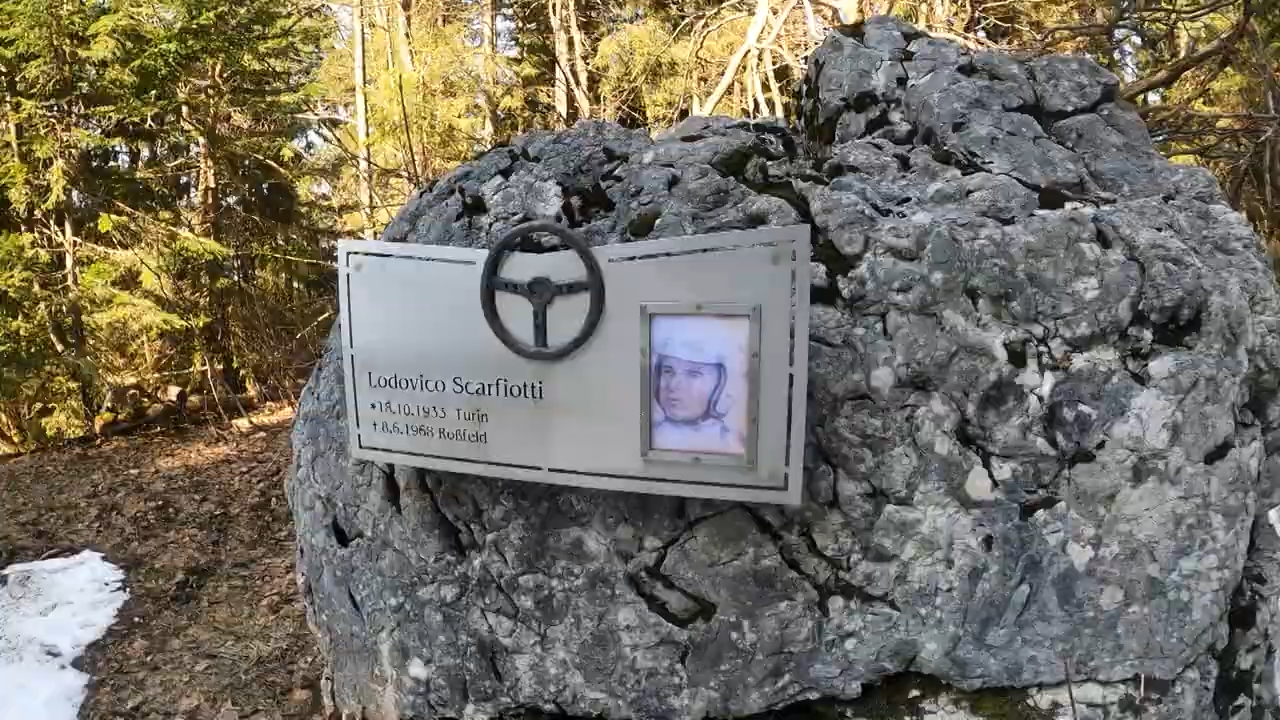 Lodovico Scarfiotti
*18.10.1933 Turin
†8.6.1968 Roßfeld